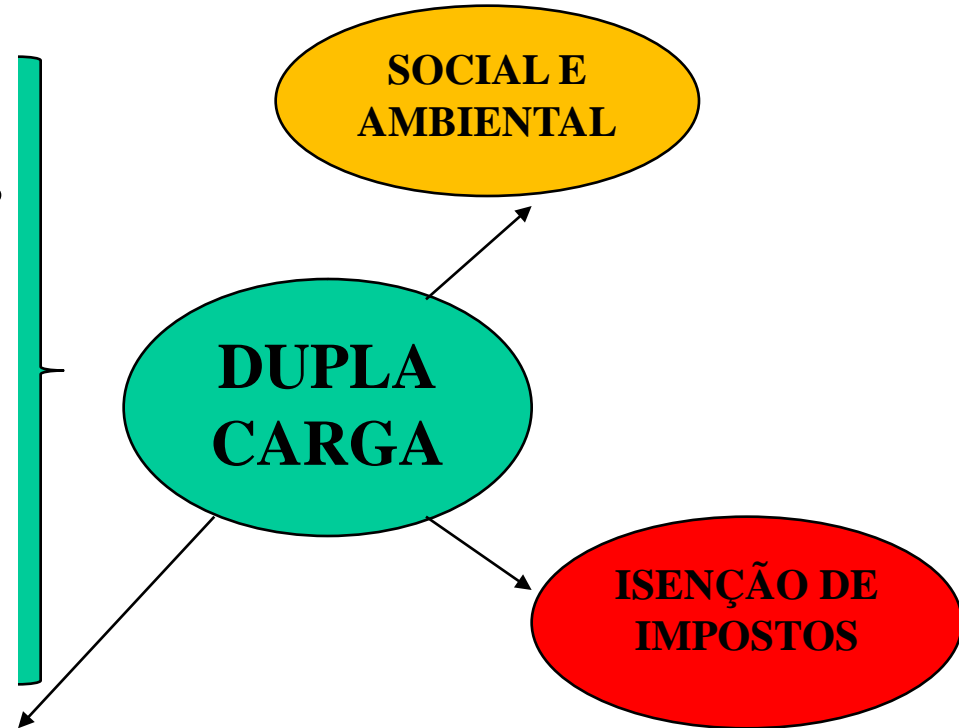 SOCIAL E
AMBIENTAL
DUPLA
CARGA
ISENÇÃO DE
IMPOSTOS